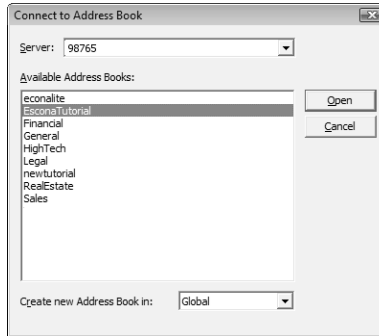 Connect to Address Book
Server: 98765
Available Address Books:
econalite
EsconaTutorial
Financial
General
HighTech
Legal
newtutorial
RealEstate
Sales
Open
Cancel
Create new Address Book in: Global